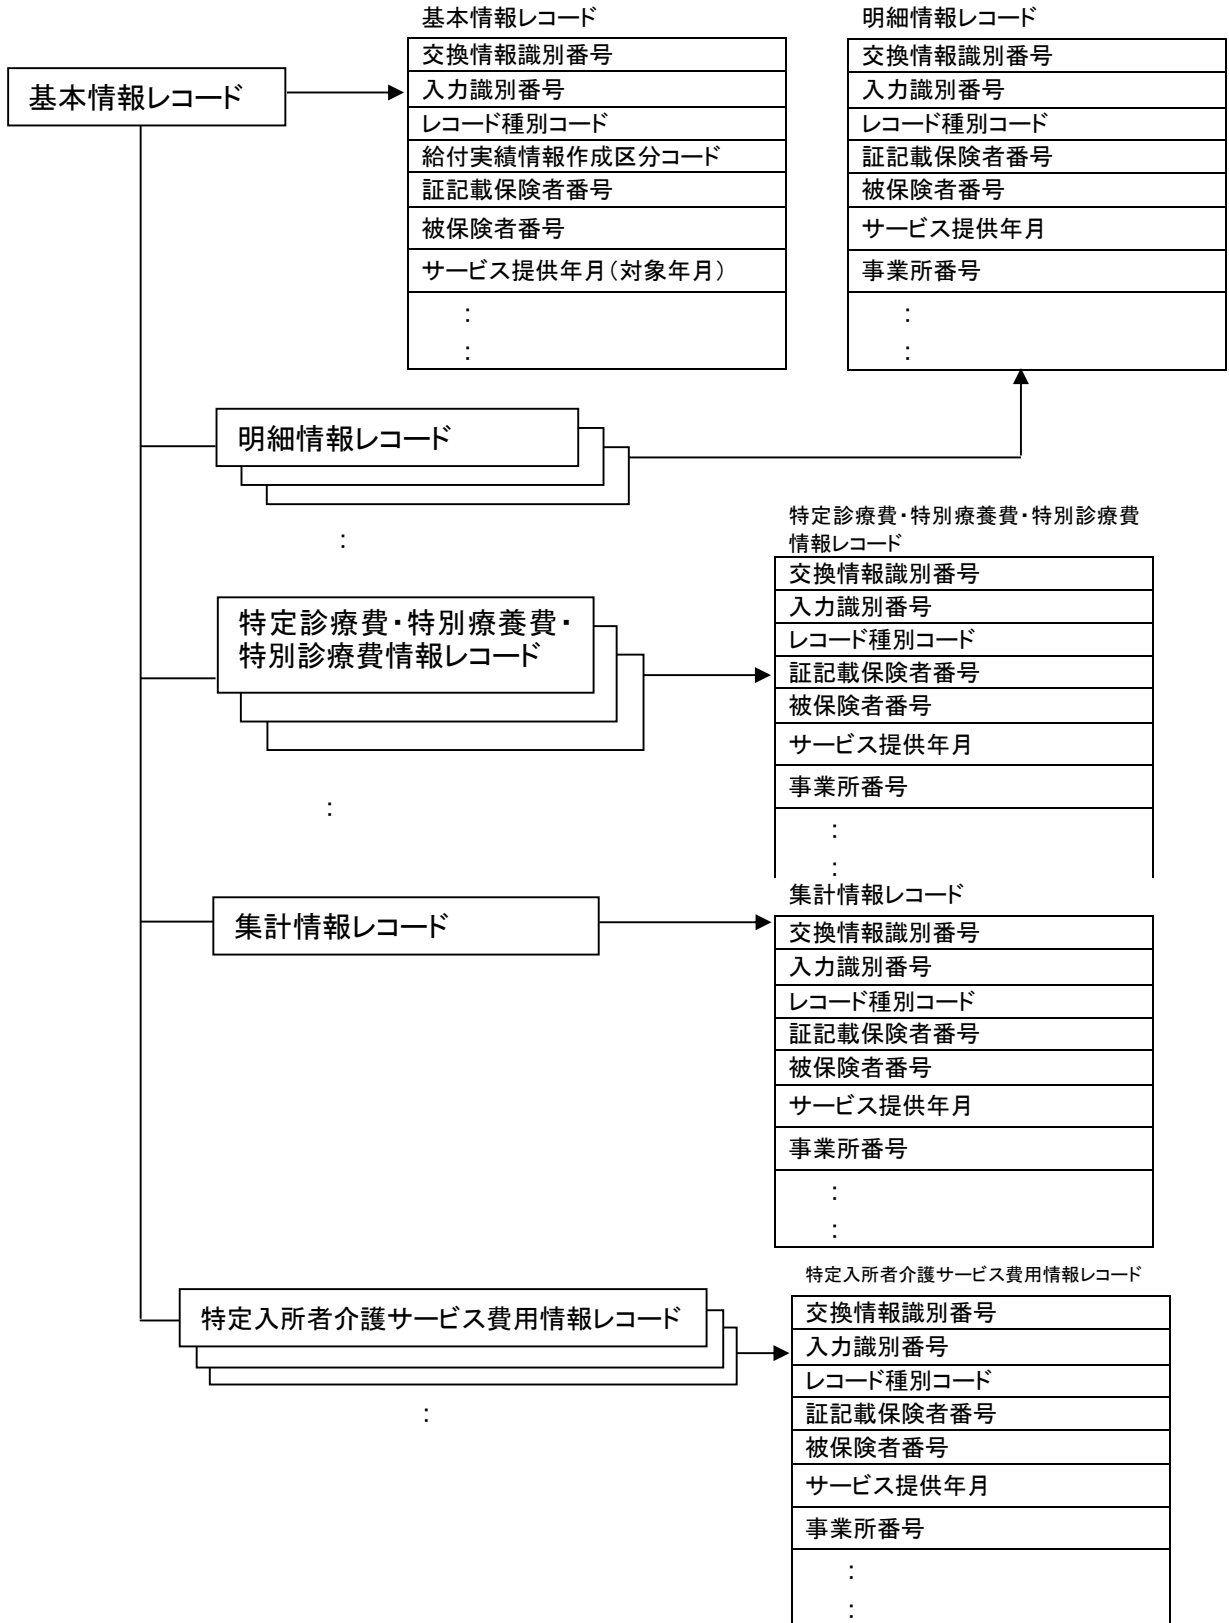 基本情報レコード
基本情報レコード
交換情報識別番号
入力識別番号
レコード種別コード
給付実績情報作成区分コード
証記載保険者番号
被保険者番号
サービス提供年月(対象年月)
:
:
明細情報レコード
交換情報識別番号
入力識別番号
レコード種別コード
証記載保険者番号
被保険者番号
サービス提供年月
事業所番号
:
:
明細情報レコード
:
特定診療費・特別療養費・
特別診療費情報レコード
:
特定診療費・特別療養費・特別診療費
情報レコード
交換情報識別番号
入力識別番号
レコード種別コード
証記載保険者番号
被保険者番号
サービス提供年月
事業所番号
:
:
集計情報レコード
集計情報レコード
交換情報識別番号
入力識別番号
レコード種別コード
証記載保険者番号
被保険者番号
サービス提供年月
事業所番号
:
:
特定入所者介護サービス費用情報レコード
:
特定入所者介護サービス費用情報レコード
交換情報識別番号
入力識別番号
レコード種別コード
証記載保険者番号
被保険者番号
サービス提供年月
事業所番号
:
: